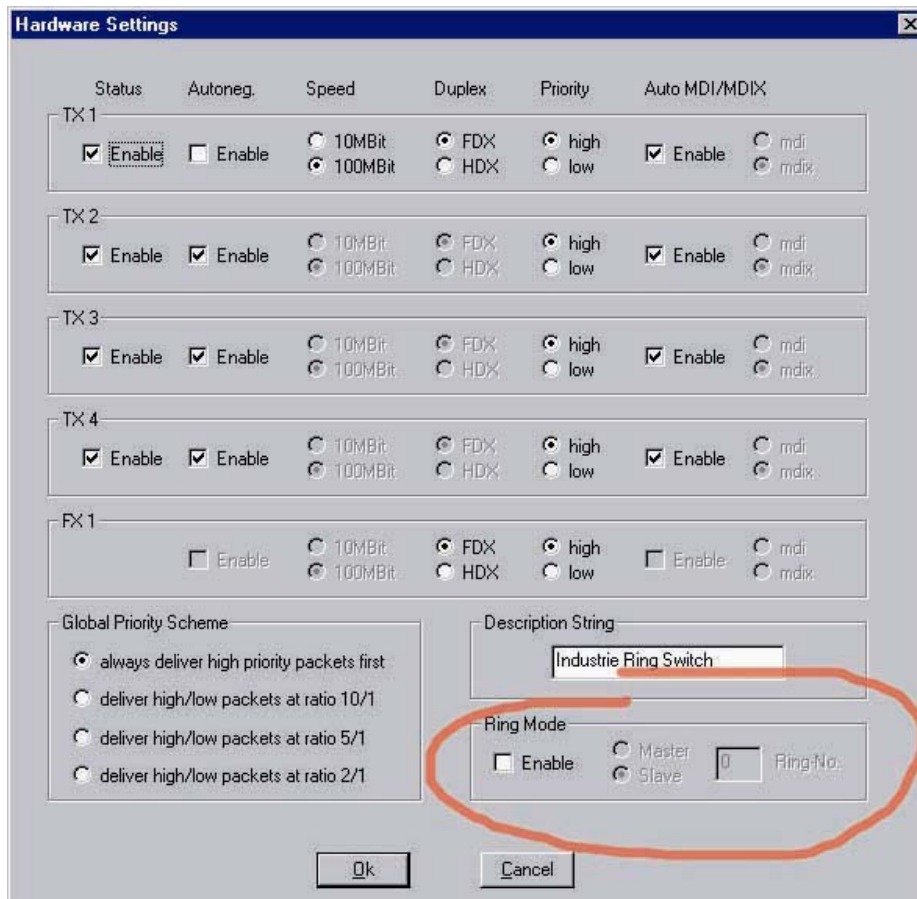 Hardware Settings
Status Autoneg. Speed Duplex Priority Auto MDI/MDIX
TX 1
Enable Enable 10MBit FDX high Enable mdi
100MBit HDX low mdix
TX 2
Enable Enable 10MBit FDX high Enable mdi
100MBit HDX low mdix
TX 3
Enable Enable 10MBit FDX high Enable mdi
100MBit HDX low mdix
TX 4
Enable Enable 10MBit FDX high Enable mdi
100MBit HDX low mdix
FX 1
Enable 10MBit FDX high Enable mdi
100MBit HDX low mdix
Global Priority Scheme
always deliver high priority packets first
deliver high/low packets at ratio 10/1
deliver high/low packets at ratio 5/1
deliver high/low packets at ratio 2/1
Description String
Industrie Ring Switch
Ring Mode
Enable Master 0 Ring-No.
Slave
Ok Cancel